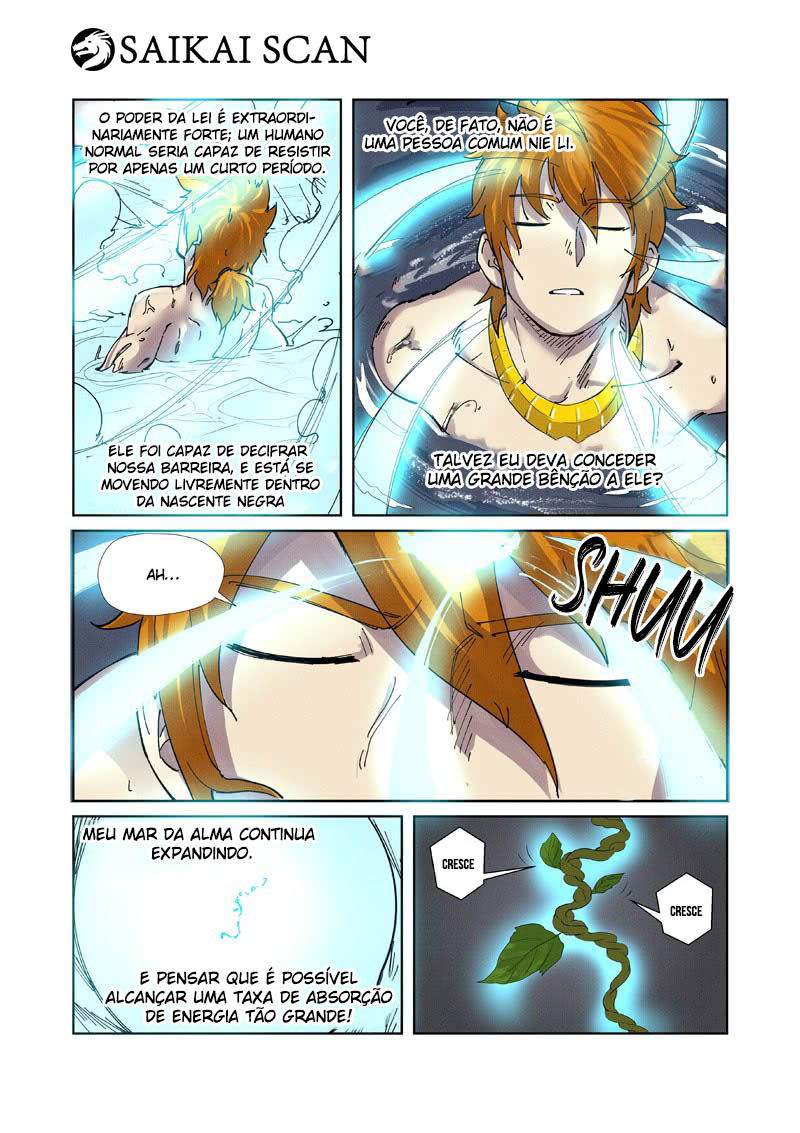 SAIKAI SCAN
O PODER DA LEI É EXTRAORDI-
NARIAMENTE FORTE; UM HUMANO
NORMAL SERIA CAPAZ DE RESISTIR
POR APENAS UM CURTO PERÍODO.
ELE FOI CAPAZ DE DECIFRAR
NOSSA BARREIRA, E ESTÁ SE
MOVENDO LIVREMENTE DENTRO
DA NASCENTE NEGRA
VOCÊ, DE FATO, NÃO É
UMA PESSOA COMUM NIE LI.
TALVEZ EU DEVA CONCEDER
UMA GRANDE BÊNÇÃO A ELE?
AH...
SHUU
MEU MAR DA ALMA CONTINUA
EXPANDINDO.
E PENSAR QUE É POSSÍVEL
ALCANÇAR UMA TAXA DE ABSORÇÃO
DE ENERGIA TÃO GRANDE!
CRESCE
CRESCE